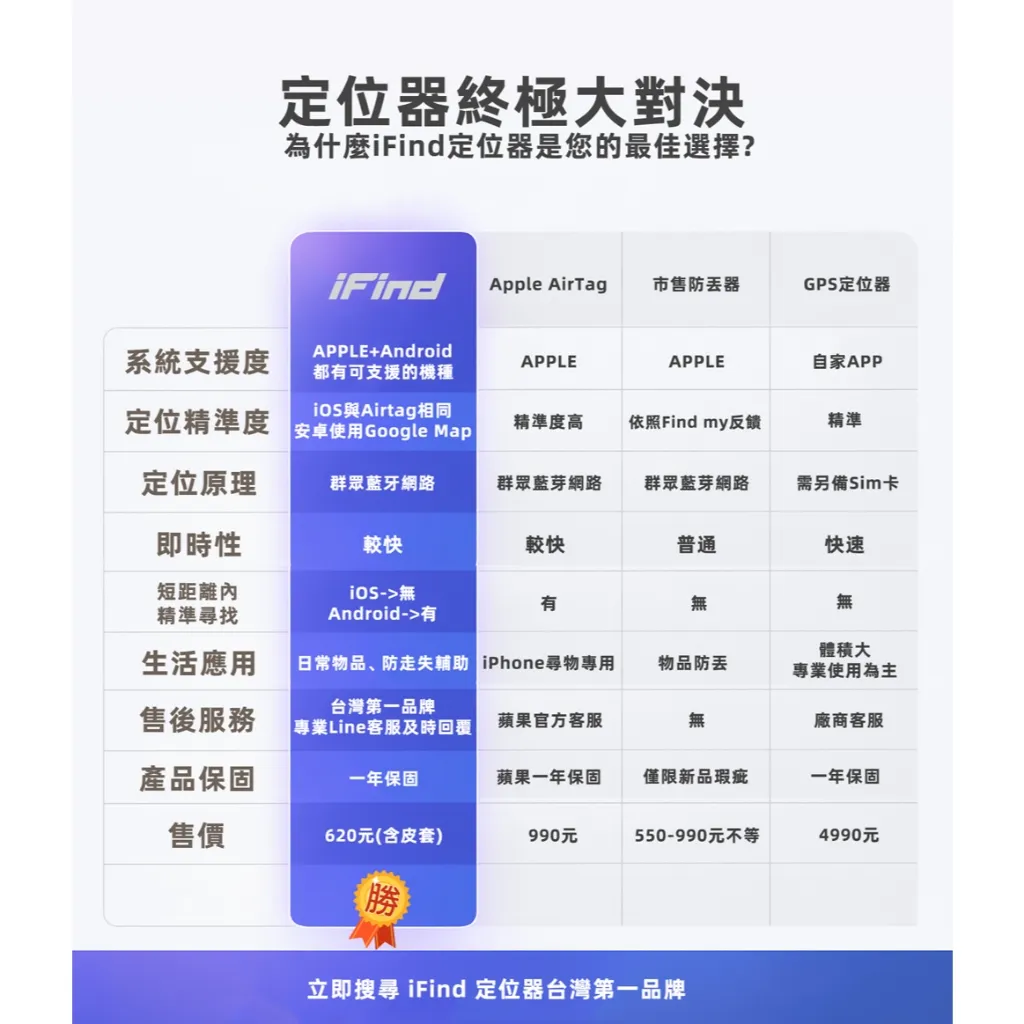 定位器終極大對決
為什麼iFind定位器是您的最佳選擇?
iFind
Apple AirTag
市售防丟器
GPS定位器
系統支援度
APPLE+Android
都有可支援的機種
APPLE
APPLE
自家APP
定位精準度
iOS與Airtag相同
安卓使用Google Map
精準度高
依照Find my反饋
精準
定位原理
群眾藍牙網路
群眾藍芽網路
群眾藍芽網路
需另備Sim卡
即時性
較快
較快
普通
快速
短距離內
精準尋找
iOS->無
Android->有
有
無
無
生活應用
日常物品、防走失輔助
iPhone尋物專用
物品防丟
體積大
專業使用為主
售後服務
台灣第一品牌
專業Line客服及時回覆
蘋果官方客服
無
廠商客服
產品保固
一年保固
蘋果一年保固
僅限新品瑕疵
一年保固
售價
620元(含皮套)
990元
550-990元不等
4990元
勝
立即搜尋 iFind 定位器台灣第一品牌